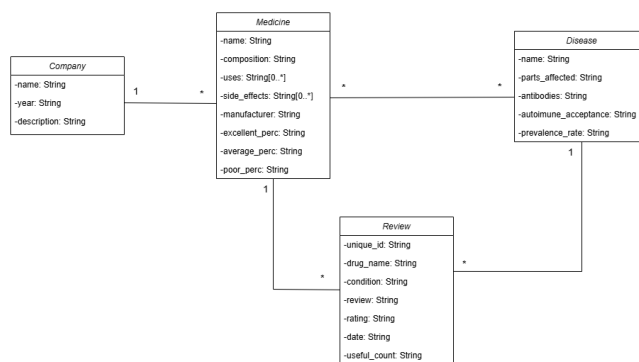 Company
-name: String
-year: String
-description: String
1
*
Medicine
-name: String
-composition: String
-uses: String[0..*]
-side_effects: String[0..*]
-manufacturer: String
-excellent_perc: String
-average_perc: String
-poor_perc: String
*
*
Disease
-name: String
-parts_affected: String
-antibodies: String
-autoimune_acceptance: String
-prevalence_rate: String
1
1
*
*
Review
-unique_id: String
-drug_name: String
-condition: String
-review: String
-rating: String
-date: String
-useful_count: String